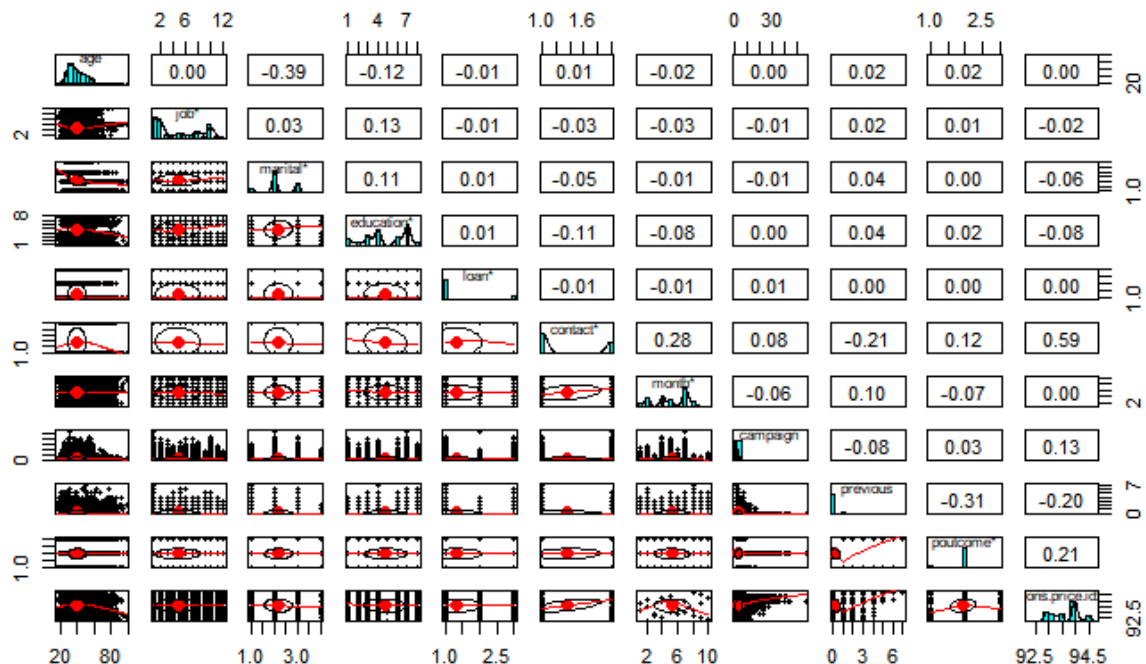 2 6 12 1 4 7 1.0 1.6 0 30 1.0 2.5
age 0.00 -0.39 -0.12 -0.01 0.01 -0.02 0.00 0.02 0.02 0.00 20
2 job* 0.03 0.13 -0.01 -0.03 -0.03 -0.01 0.02 0.01 -0.02
marital* 0.11 0.01 -0.05 -0.01 -0.01 0.04 0.00 -0.06 1.0
1 8 education* 0.01 -0.11 -0.08 0.00 0.04 0.02 -0.08
loan* -0.01 -0.01 0.01 0.00 0.00 0.00 1.0
1.0 contact* 0.28 0.08 -0.21 0.12 0.59
month* -0.06 0.10 -0.07 0.00 2
0 campaign -0.08 0.03 0.13
previous -0.31 -0.20 0 7
1.0 poutcome* 0.21
ons.price.id 92.5
20 80 1.0 3.0 1.0 2.5 2 6 10 0 2 4 6 92.5 94.5